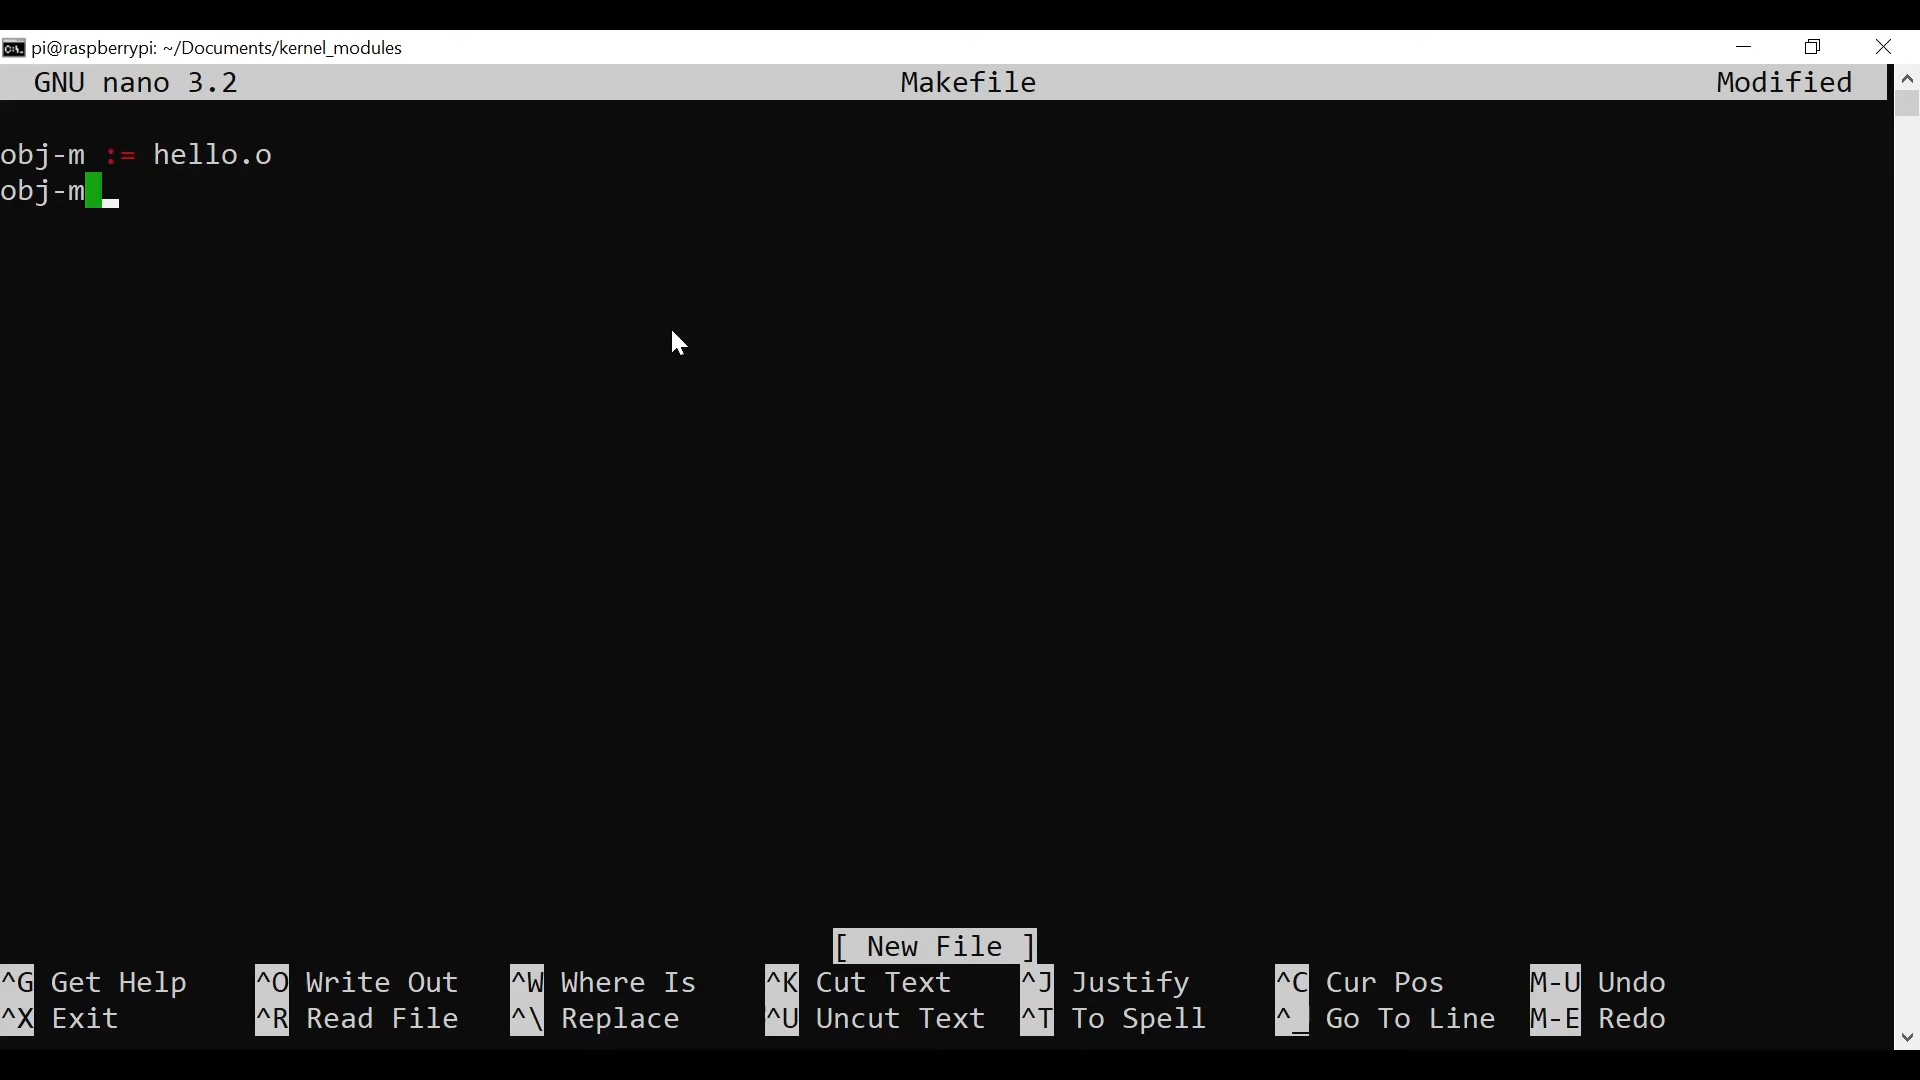 pi@raspberrypi: ~/Documents/kernel_modules
GNU nano 3.2 Makefile Modified
obj-m := hello.o
obj-m
[ New File ]
^G Get Help ^O Write Out ^W Where Is ^K Cut Text ^J Justify ^C Cur Pos M-U Undo
^X Exit ^R Read File ^\ Replace ^U Uncut Text ^T To Spell ^_ Go To Line M-E Redo